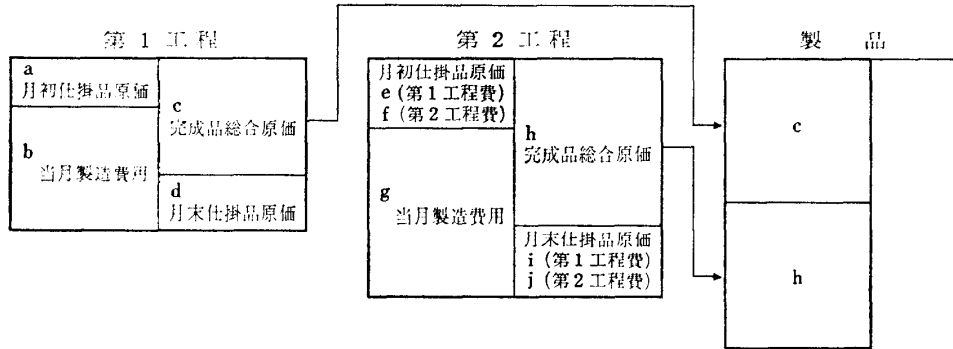 第1工程
第2工程
製品
a
月初仕掛品原価
b
当月製造費用
c
完成品総合原価
d
月末仕掛品原価
月初仕掛品原価
e (第1工程費)
f (第2工程費)
g
当月製造費用
h
完成品総合原価
月末仕掛品原価
i (第1工程費)
j (第2工程費)
c
h